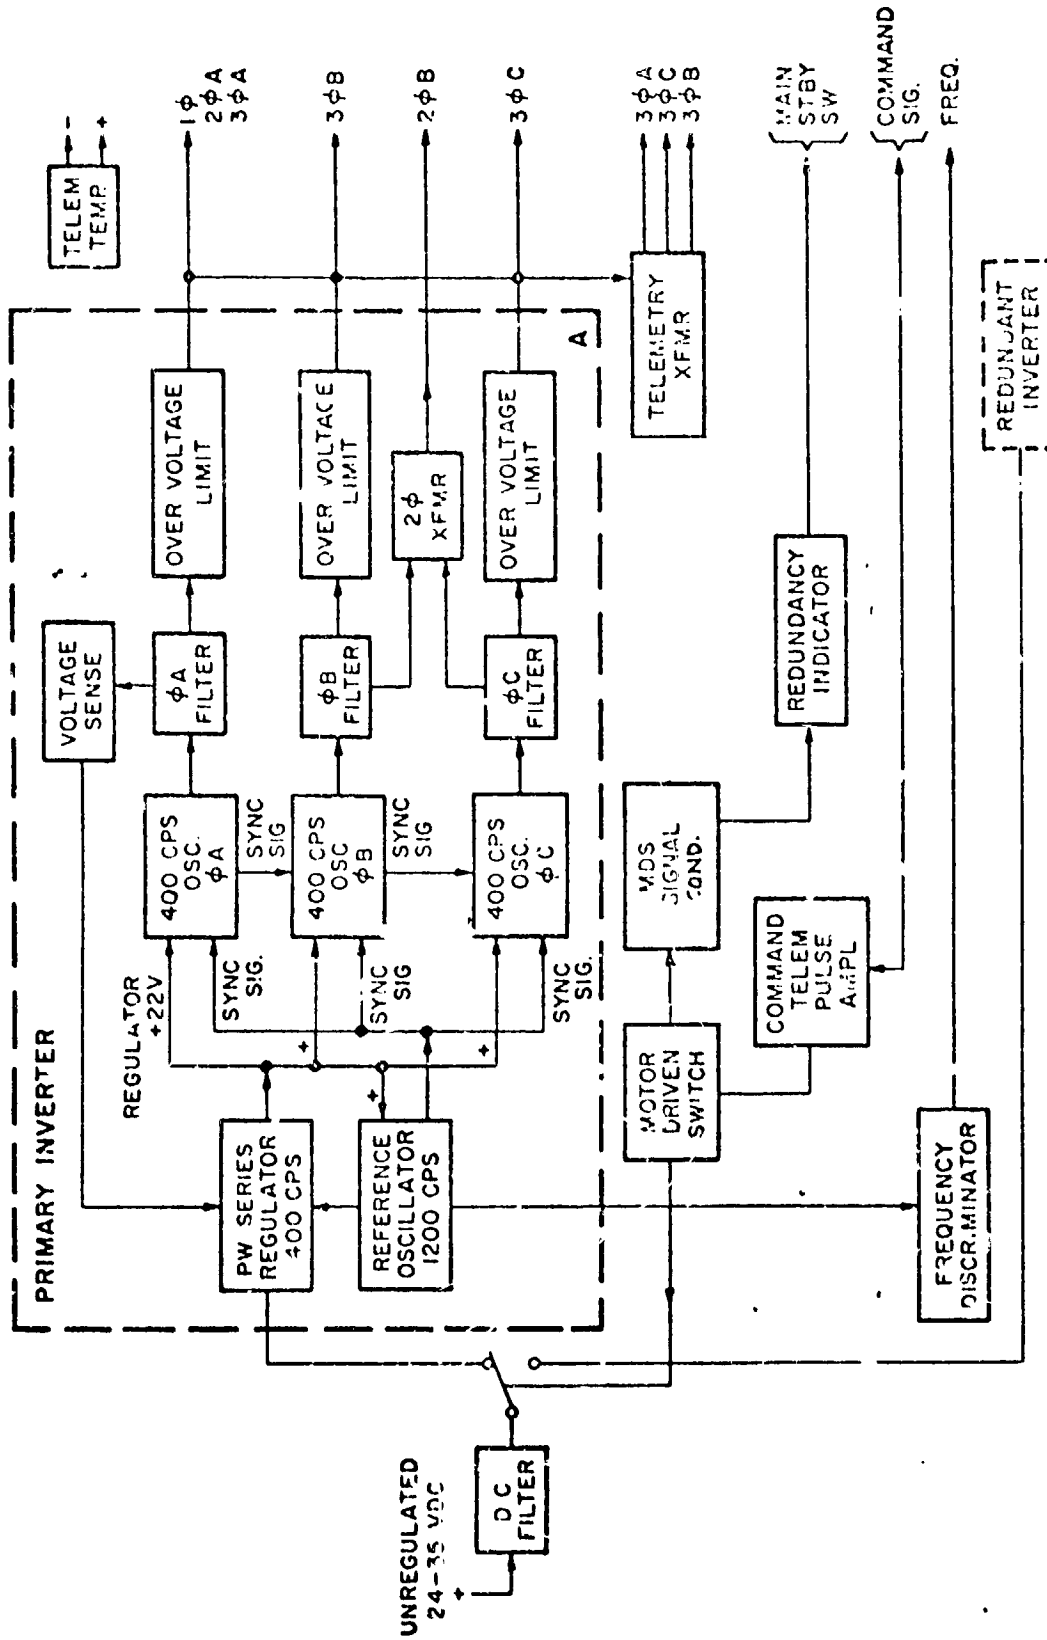 PRIMARY INVERTER
TELEM
TEMP.
-
+
VOLTAGE
SENSE
REGULATOR
+22V
400 CPS
OSC.
ΦA
ΦA
FILTER
OVER VOLTAGE
LIMIT
1Φ
2ΦA
3ΦA
SYNC
SIG.
SYNC
SIG
PW SERIES
REGULATOR
400 CPS
+
400 CPS
OSC
ΦB
ΦB
FILTER
OVER VOLTAGE
LIMIT
3ΦB
SYNC
SIG
SYNC
SIG
2Φ
XFMR
2ΦB
REFERENCE
OSCILLATOR
1200 CPS
+
+
400 CPS
OSC.
ΦC
ΦC
FILTER
OVER VOLTAGE
LIMIT
3ΦC
SYNC
SIG.
A
UNREGULATED
24-35 VDC
+
DC
FILTER
TELEMETRY
XFMR
3ΦA
3ΦC
3ΦB
MOTOR
DRIVEN
SWITCH
MDS
SIGNAL
COND.
REDUNDANCY
INDICATOR
MAIN
STBY
SW
COMMAND
TELEM
PULSE
AMPL
COMMAND
SIG.
FREQUENCY
DISCRIMINATOR
FREQ.
REDUNDANT
INVERTER